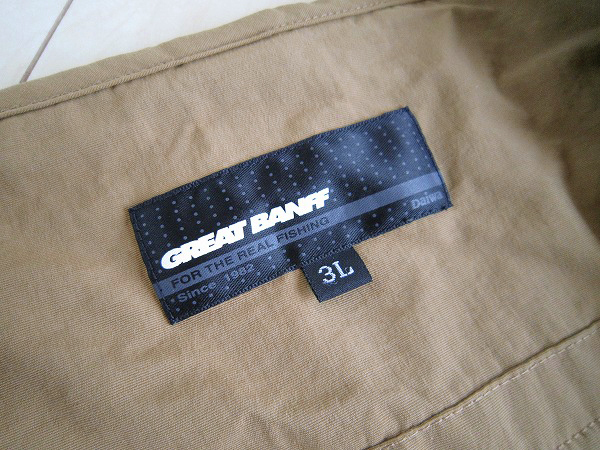 GREAT BANFF
FOR THE REAL FISHING
Daiwa
Since 1982
3L